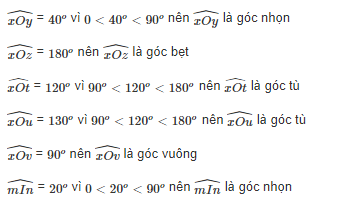 $\widehat{xOy}$ = 40° vì 0 < 40° < 90° nên $\widehat{xOy}$ là góc nhọn
$\widehat{xOz}$ = 180° nên $\widehat{xOz}$ là góc bẹt
$\widehat{xOt}$ = 120° vì 90° < 120° < 180° nên $\widehat{xOt}$ là góc tù
$\widehat{xOu}$ = 130° vì 90° < 120° < 180° nên $\widehat{xOu}$ là góc tù
$\widehat{xOv}$ = 90° nên $\widehat{xOv}$ là góc vuông
$\widehat{mIn}$ = 20° vì 0 < 20° < 90° nên $\widehat{mIn}$ là góc nhọn